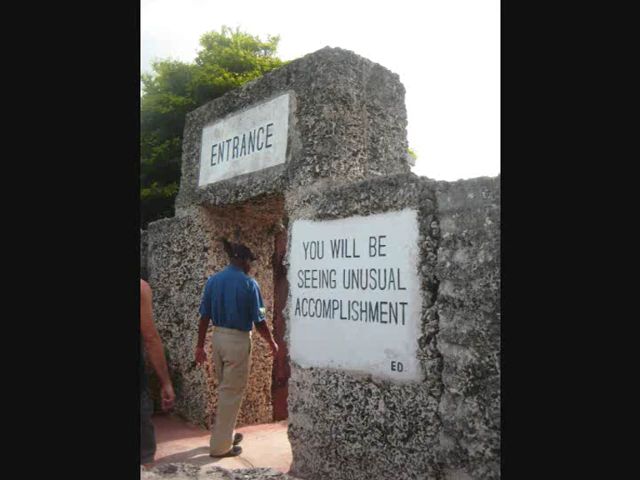 ENTRANCE
YOU WILL BE
SEEING UNUSUAL
ACCOMPLISHMENT
ED